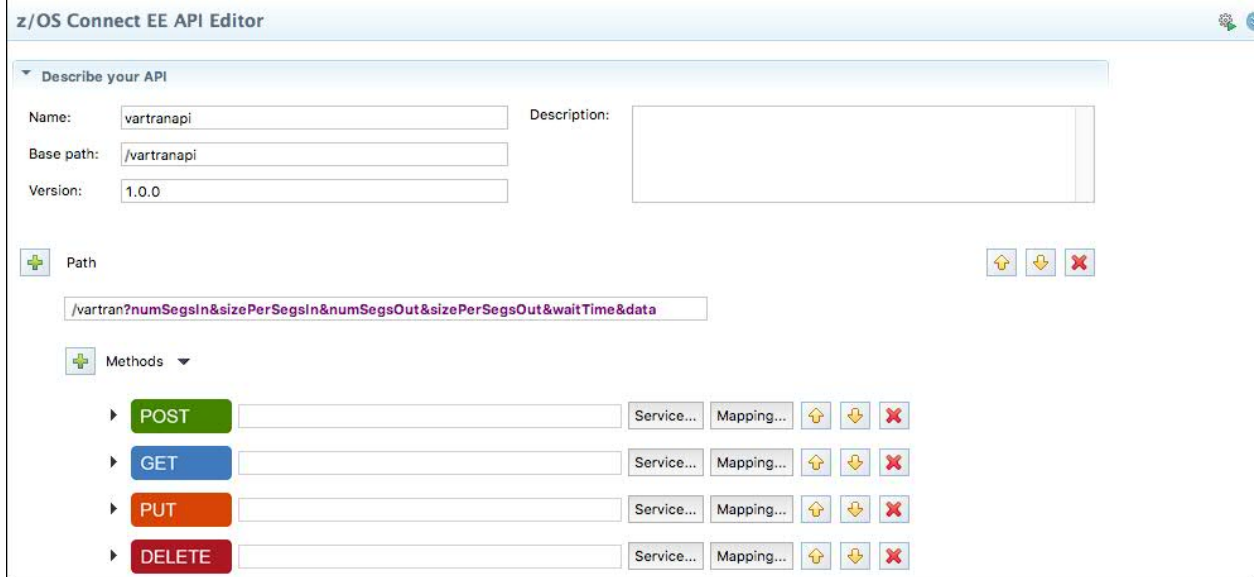 z/OS Connect EE API Editor
Describe your API
Name: vartranapi Description:
Base path: /vartranapi
Version: 1.0.0
Path
/vartran?numSegsIn&sizePerSegsIn&numSegsOut&sizePerSegsOut&waitTime&data
Methods
POST Service... Mapping...
GET Service... Mapping...
PUT Service... Mapping...
DELETE Service... Mapping...